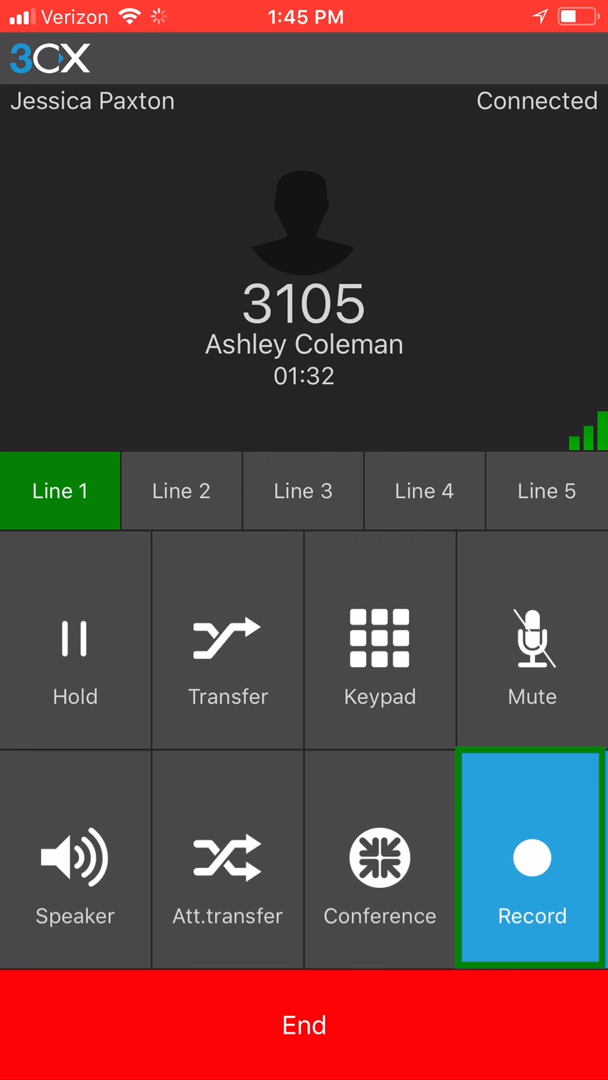 Verizon 1:45 PM
3CX
Jessica Paxton Connected
3105
Ashley Coleman
01:32
Line 1 Line 2 Line 3 Line 4 Line 5
Hold Transfer Keypad Mute
Speaker Att.transfer Conference Record
End